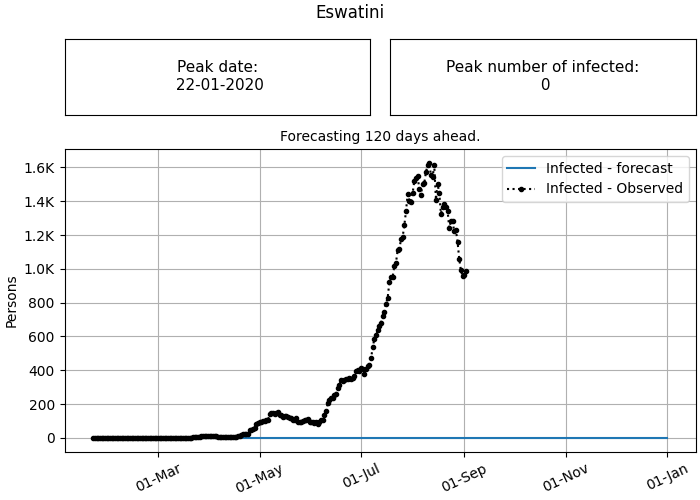 Eswatini
Peak date:
22-01-2020
Peak number of infected:
0
Forecasting 120 days ahead.
Infected - forecast
Infected - Observed
Persons
1.6K
1.4K
1.2K
1.0K
800
600
400
200
0
01-Mar
01-May
01-Jul
01-Sep
01-Nov
01-Jan